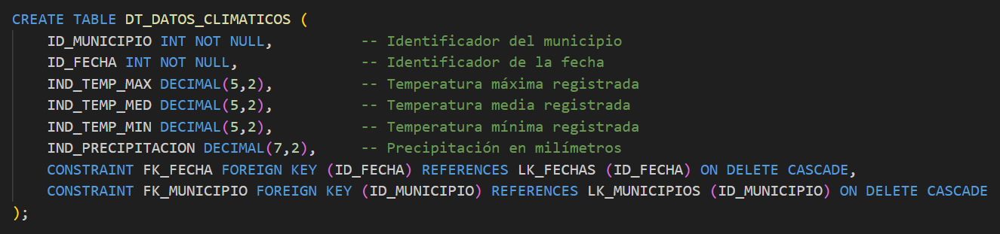 CREATE TABLE DT_DATOS_CLIMATICOS (
    ID_MUNICIPIO INT NOT NULL,          -- Identificador del municipio
    ID_FECHA INT NOT NULL,              -- Identificador de la fecha
    IND_TEMP_MAX DECIMAL(5,2),          -- Temperatura máxima registrada
    IND_TEMP_MED DECIMAL(5,2),          -- Temperatura media registrada
    IND_TEMP_MIN DECIMAL(5,2),          -- Temperatura mínima registrada
    IND_PRECIPITACION DECIMAL(7,2),     -- Precipitación en milímetros
    CONSTRAINT FK_FECHA FOREIGN KEY (ID_FECHA) REFERENCES LK_FECHAS (ID_FECHA) ON DELETE CASCADE,
    CONSTRAINT FK_MUNICIPIO FOREIGN KEY (ID_MUNICIPIO) REFERENCES LK_MUNICIPIOS (ID_MUNICIPIO) ON DELETE CASCADE
);